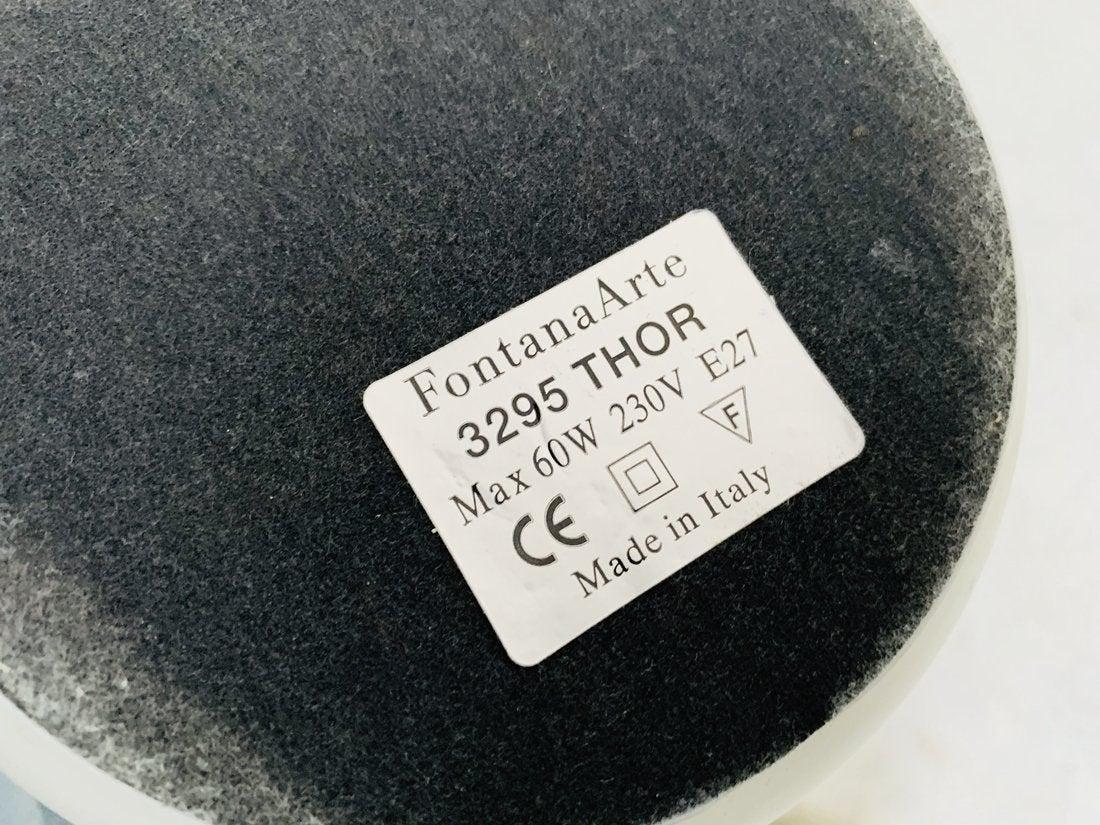 FontanaArte
3295 THOR
Max 60W 230V E27
CE F
Made in Italy